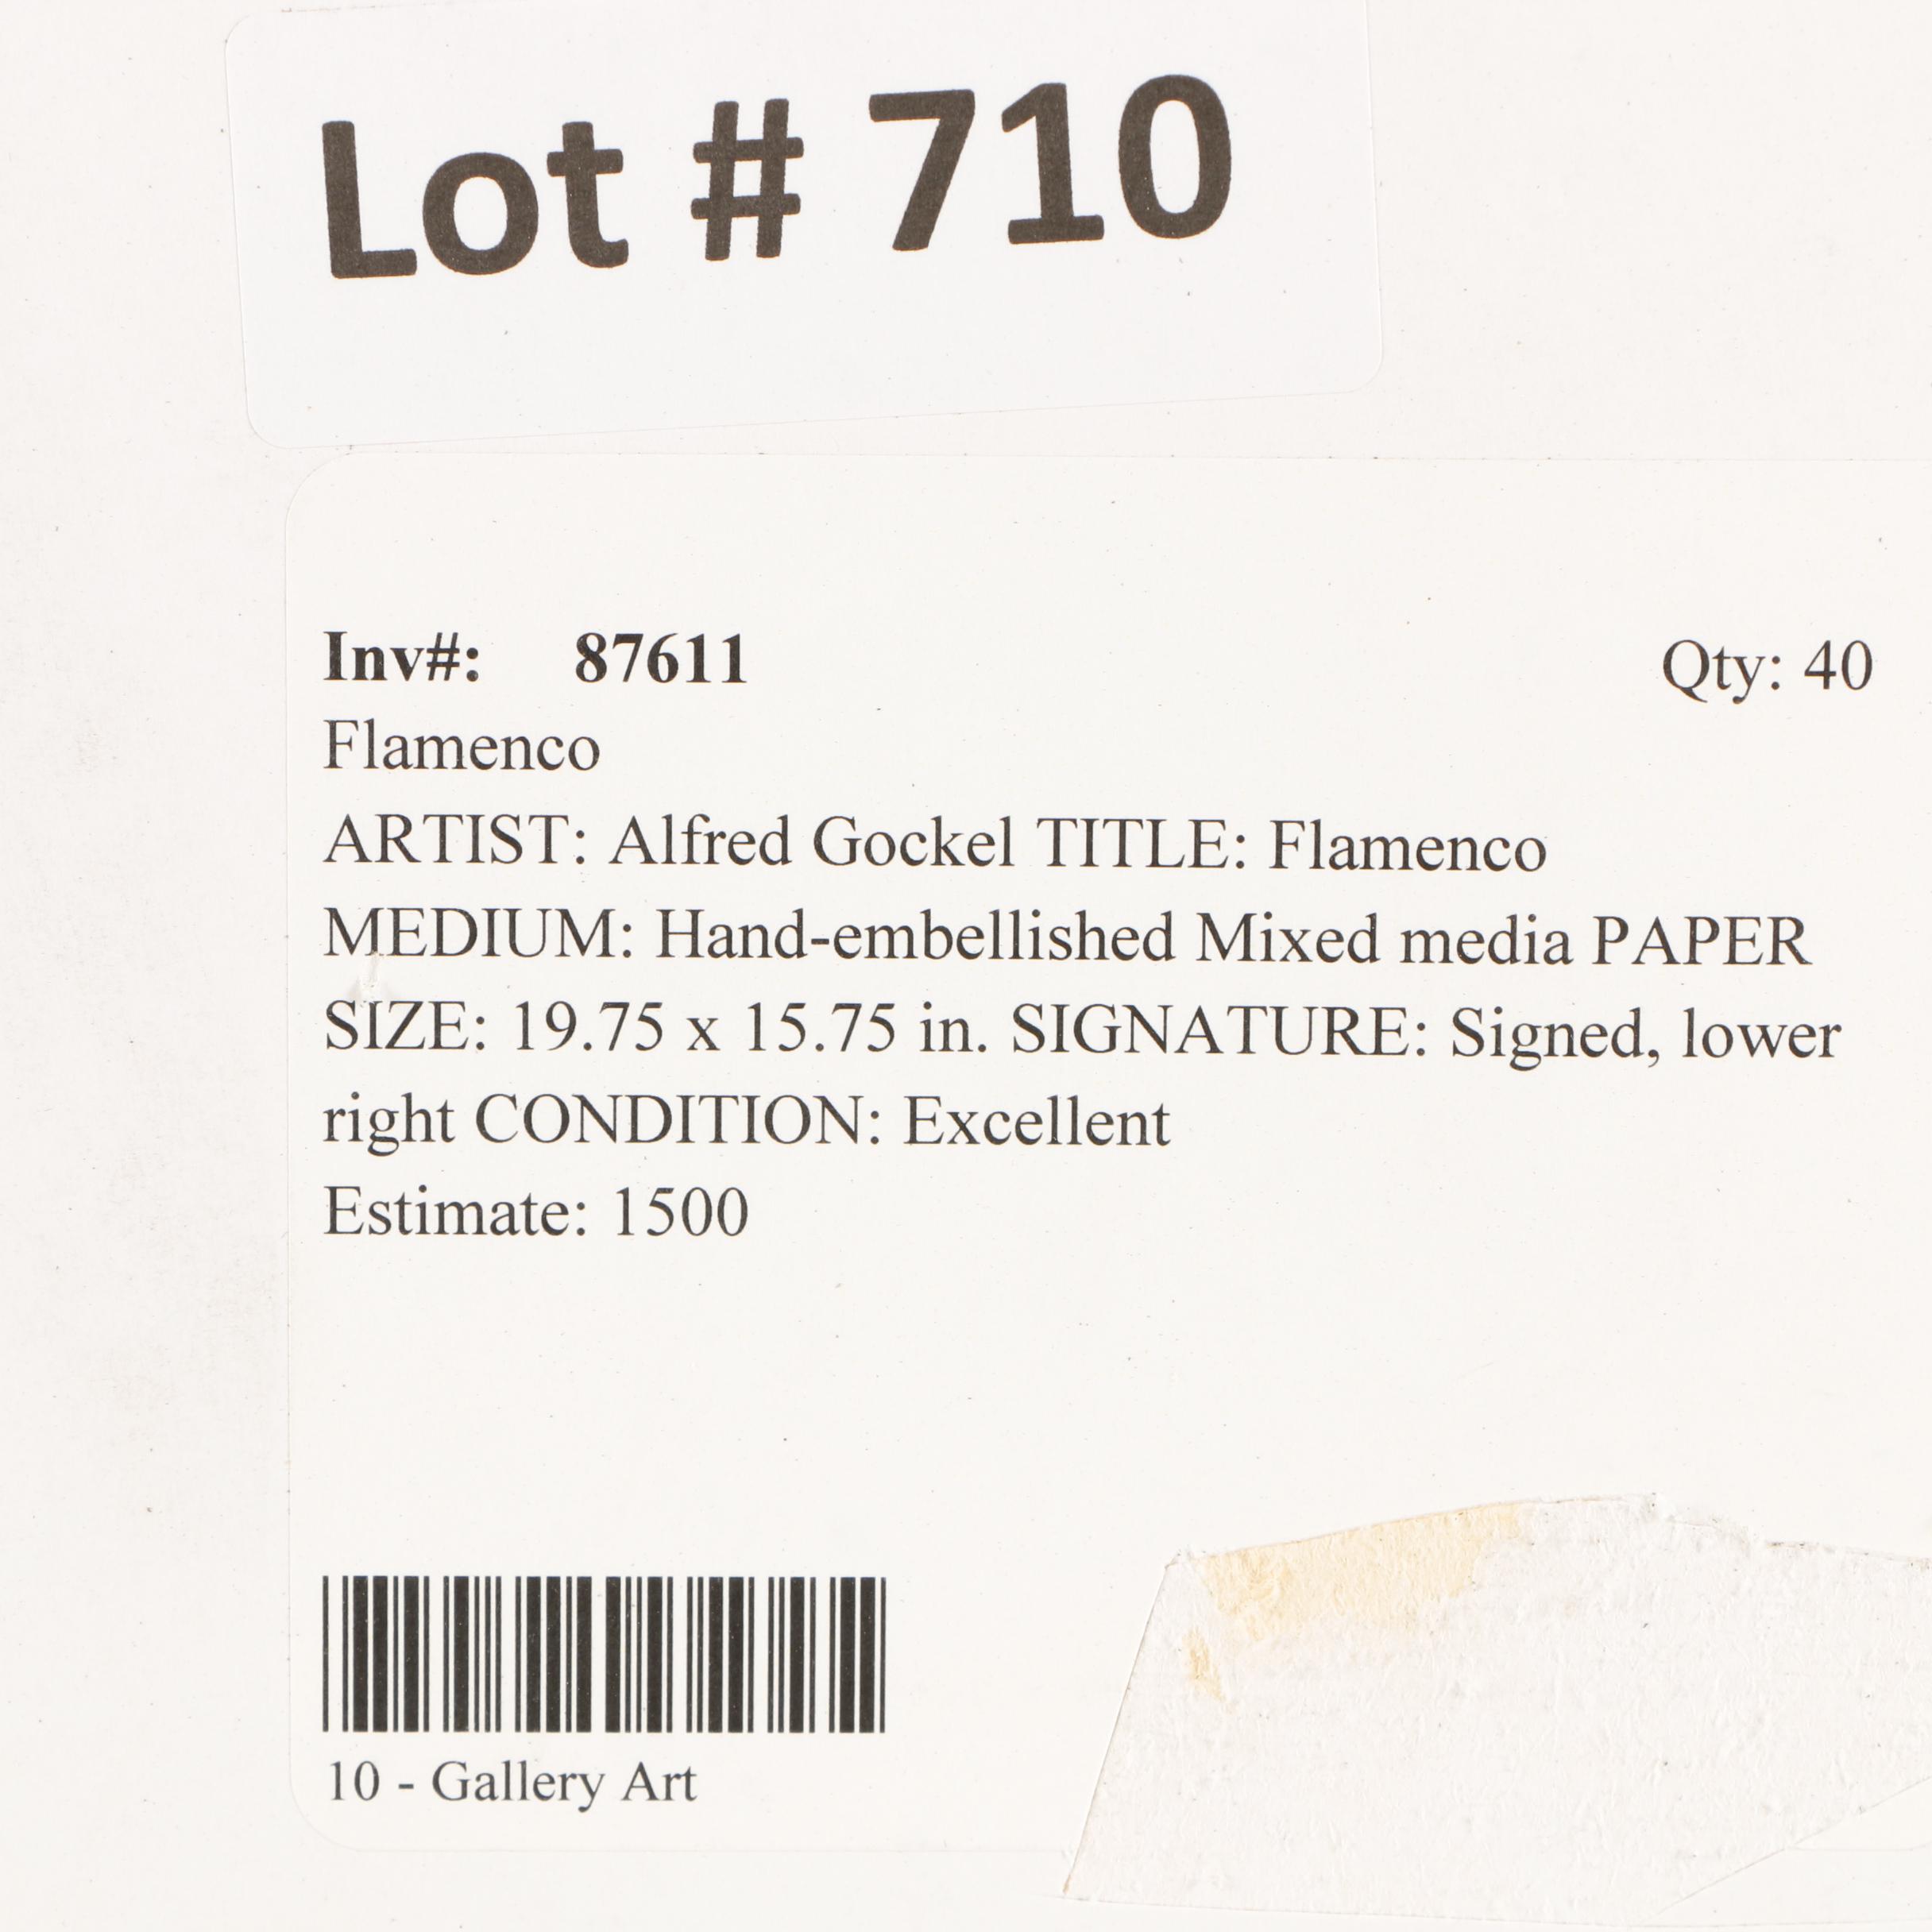 Lot # 710
Inv#: 87611 Qty: 40
Flamenco
ARTIST: Alfred Gockel TITLE: Flamenco
MEDIUM: Hand-embellished Mixed media PAPER
SIZE: 19.75 x 15.75 in. SIGNATURE: Signed, lower
right CONDITION: Excellent
Estimate: 1500
10 - Gallery Art